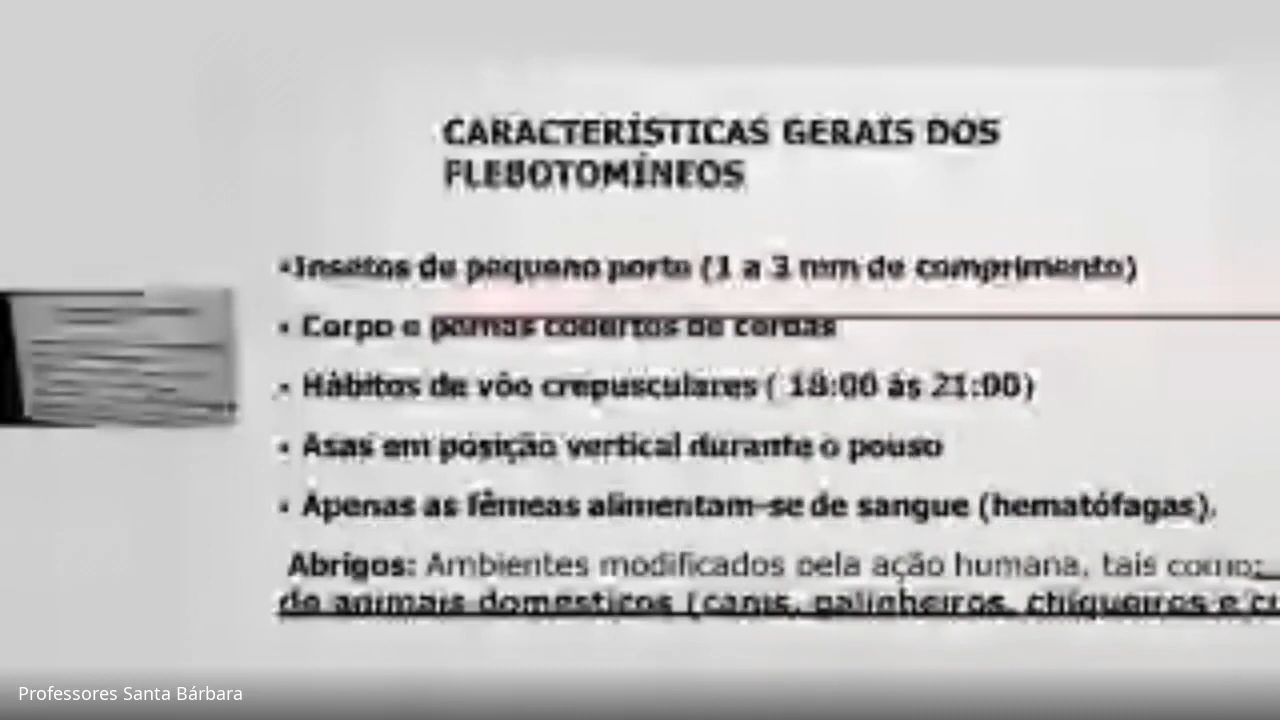 CARACTERÍSTICAS GERAIS DOS
FLEBOTOMÍNEOS
•Insetos de pequeno porte (1 a 3 mm de comprimento)
• Corpo e pernas cobertos de cerdas
• Hábitos de vôo crepusculares ( 18:00 ás 21:00)
• Asas em posição vertical durante o pouso
• Apenas as fêmeas alimentam-se de sangue (hematófagas).
Abrigos: Ambientes modificados pela ação humana, tais como:
de animais domesticos (canis, galinheiros, chiqueiros e
Professores Santa Bárbara